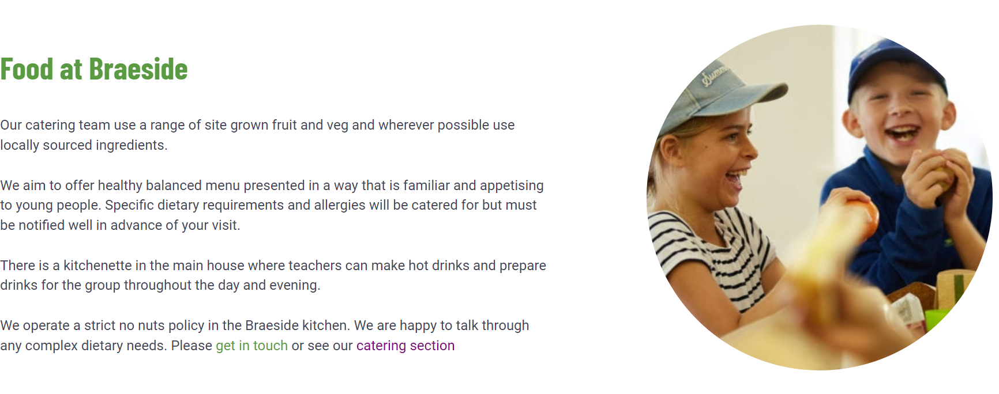 Food at Braeside
Our catering team use a range of site grown fruit and veg and wherever possible use
locally sourced ingredients.
We aim to offer healthy balanced menu presented in a way that is familiar and appetising
to young people. Specific dietary requirements and allergies will be catered for but must
be notified well in advance of your visit.
There is a kitchenette in the main house where teachers can make hot drinks and prepare
drinks for the group throughout the day and evening.
We operate a strict no nuts policy in the Braeside kitchen. We are happy to talk through
any complex dietary needs. Please get in touch or see our catering section